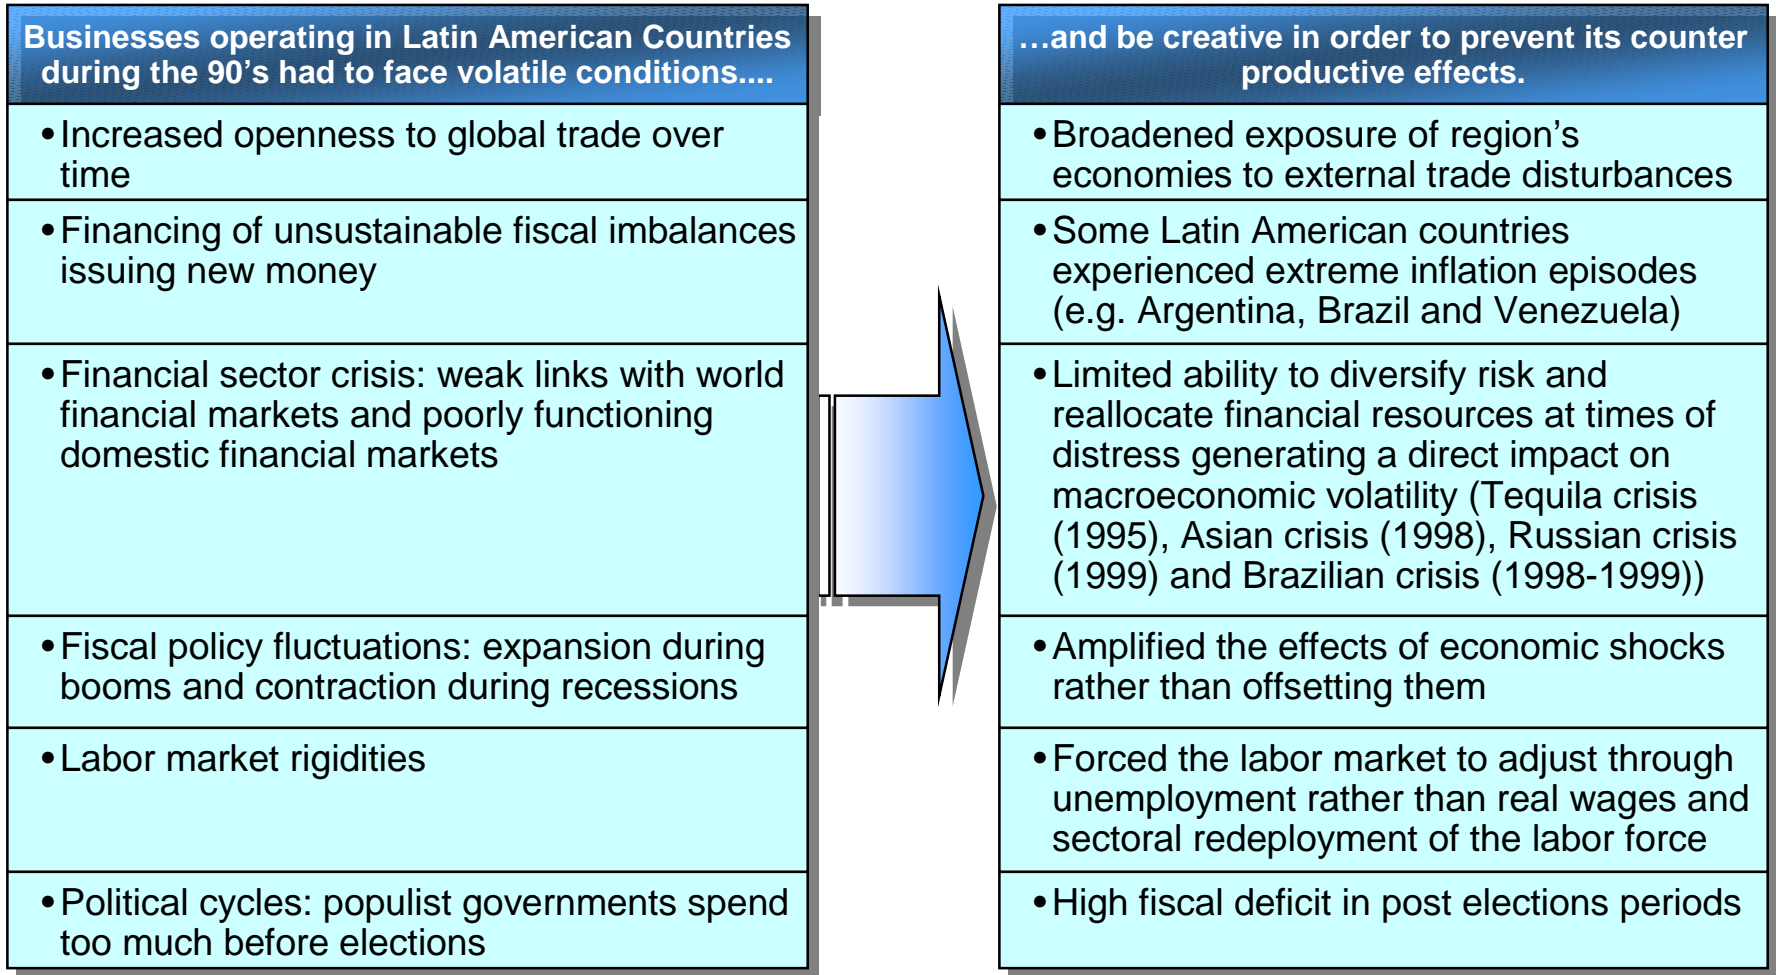 Businesses operating in Latin American Countries
during the 90's had to face volatile conditions....
•Increased openness to global trade over
time
•Financing of unsustainable fiscal imbalances
issuing new money
•Financial sector crisis: weak links with world
financial markets and poorly functioning
domestic financial markets
•Fiscal policy fluctuations: expansion during
booms and contraction during recessions
•Labor market rigidities
•Political cycles: populist governments spend
too much before elections
…and be creative in order to prevent its counter
productive effects.
•Broadened exposure of region's
economies to external trade disturbances
•Some Latin American countries
experienced extreme inflation episodes
(e.g. Argentina, Brazil and Venezuela)
•Limited ability to diversify risk and
reallocate financial resources at times of
distress generating a direct impact on
macroeconomic volatility (Tequila crisis
(1995), Asian crisis (1998), Russian crisis
(1999) and Brazilian crisis (1998-1999))
•Amplified the effects of economic shocks
rather than offsetting them
•Forced the labor market to adjust through
unemployment rather than real wages and
sectoral redeployment of the labor force
•High fiscal deficit in post elections periods